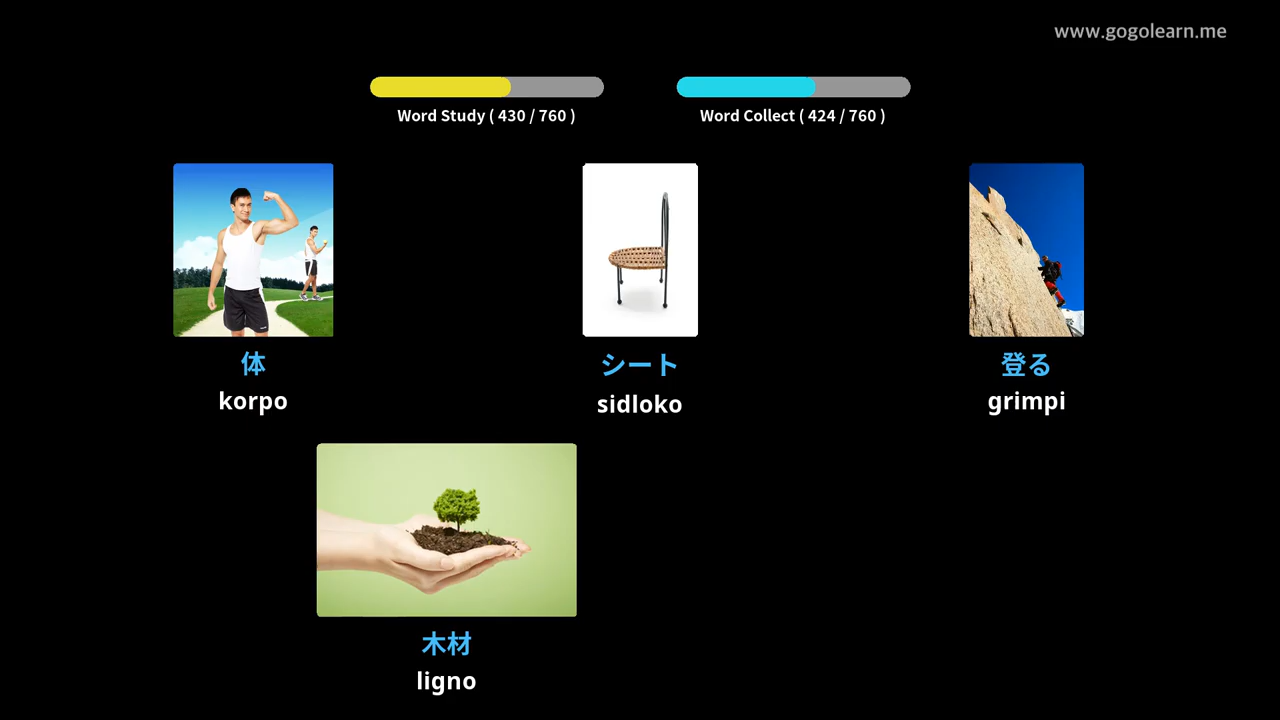 www.gogolearn.me
Word Study ( 430 / 760 )
Word Collect ( 424 / 760 )
体
korpo
シート
sidloko
登る
grimpi
木材
ligno